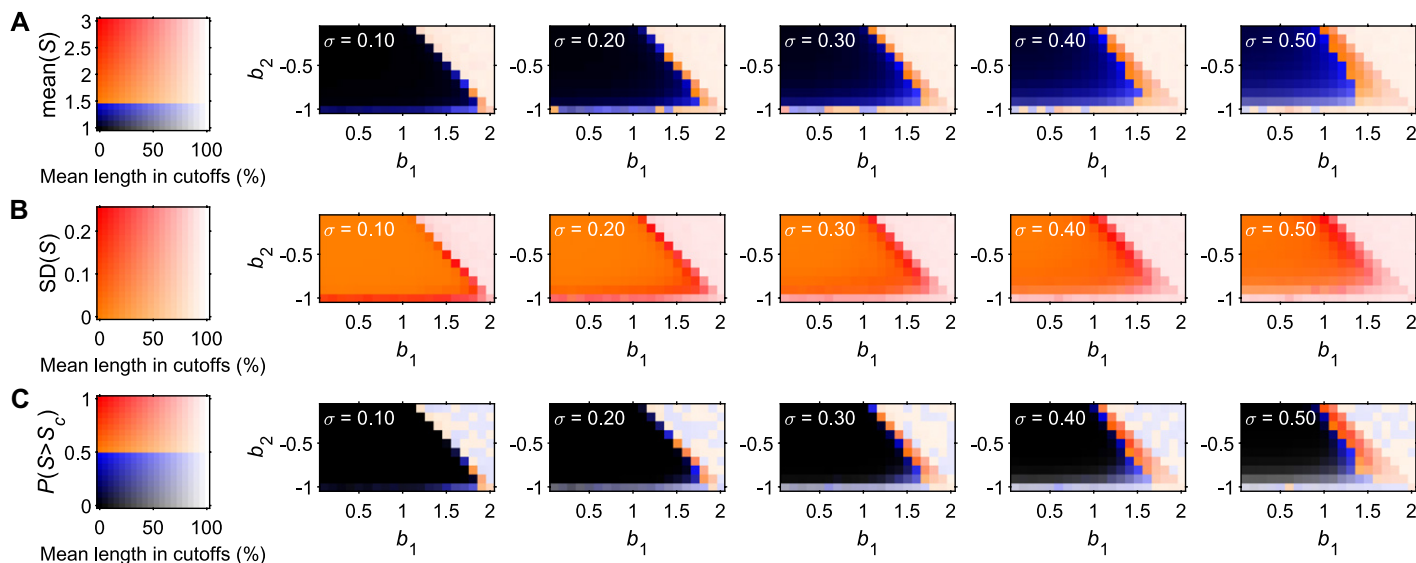 A
mean(S)
3
2.5
2
1.5
1
0 50 100
Mean length in cutoffs (%)
b2
-0.5
-1
σ = 0.10
0.5 1 1.5 2
b1
-0.5
-1
σ = 0.20
0.5 1 1.5 2
b1
-0.5
-1
σ = 0.30
0.5 1 1.5 2
b1
-0.5
-1
σ = 0.40
0.5 1 1.5 2
b1
-0.5
-1
σ = 0.50
0.5 1 1.5 2
b1
B
SD(S)
0.2
0.1
0
0 50 100
Mean length in cutoffs (%)
b2
-0.5
-1
σ = 0.10
0.5 1 1.5 2
b1
-0.5
-1
σ = 0.20
0.5 1 1.5 2
b1
-0.5
-1
σ = 0.30
0.5 1 1.5 2
b1
-0.5
-1
σ = 0.40
0.5 1 1.5 2
b1
-0.5
-1
σ = 0.50
0.5 1 1.5 2
b1
C
P(S>Sc)
1
0.5
0
0 50 100
Mean length in cutoffs (%)
b2
-0.5
-1
σ = 0.10
0.5 1 1.5 2
b1
-0.5
-1
σ = 0.20
0.5 1 1.5 2
b1
-0.5
-1
σ = 0.30
0.5 1 1.5 2
b1
-0.5
-1
σ = 0.40
0.5 1 1.5 2
b1
-0.5
-1
σ = 0.50
0.5 1 1.5 2
b1